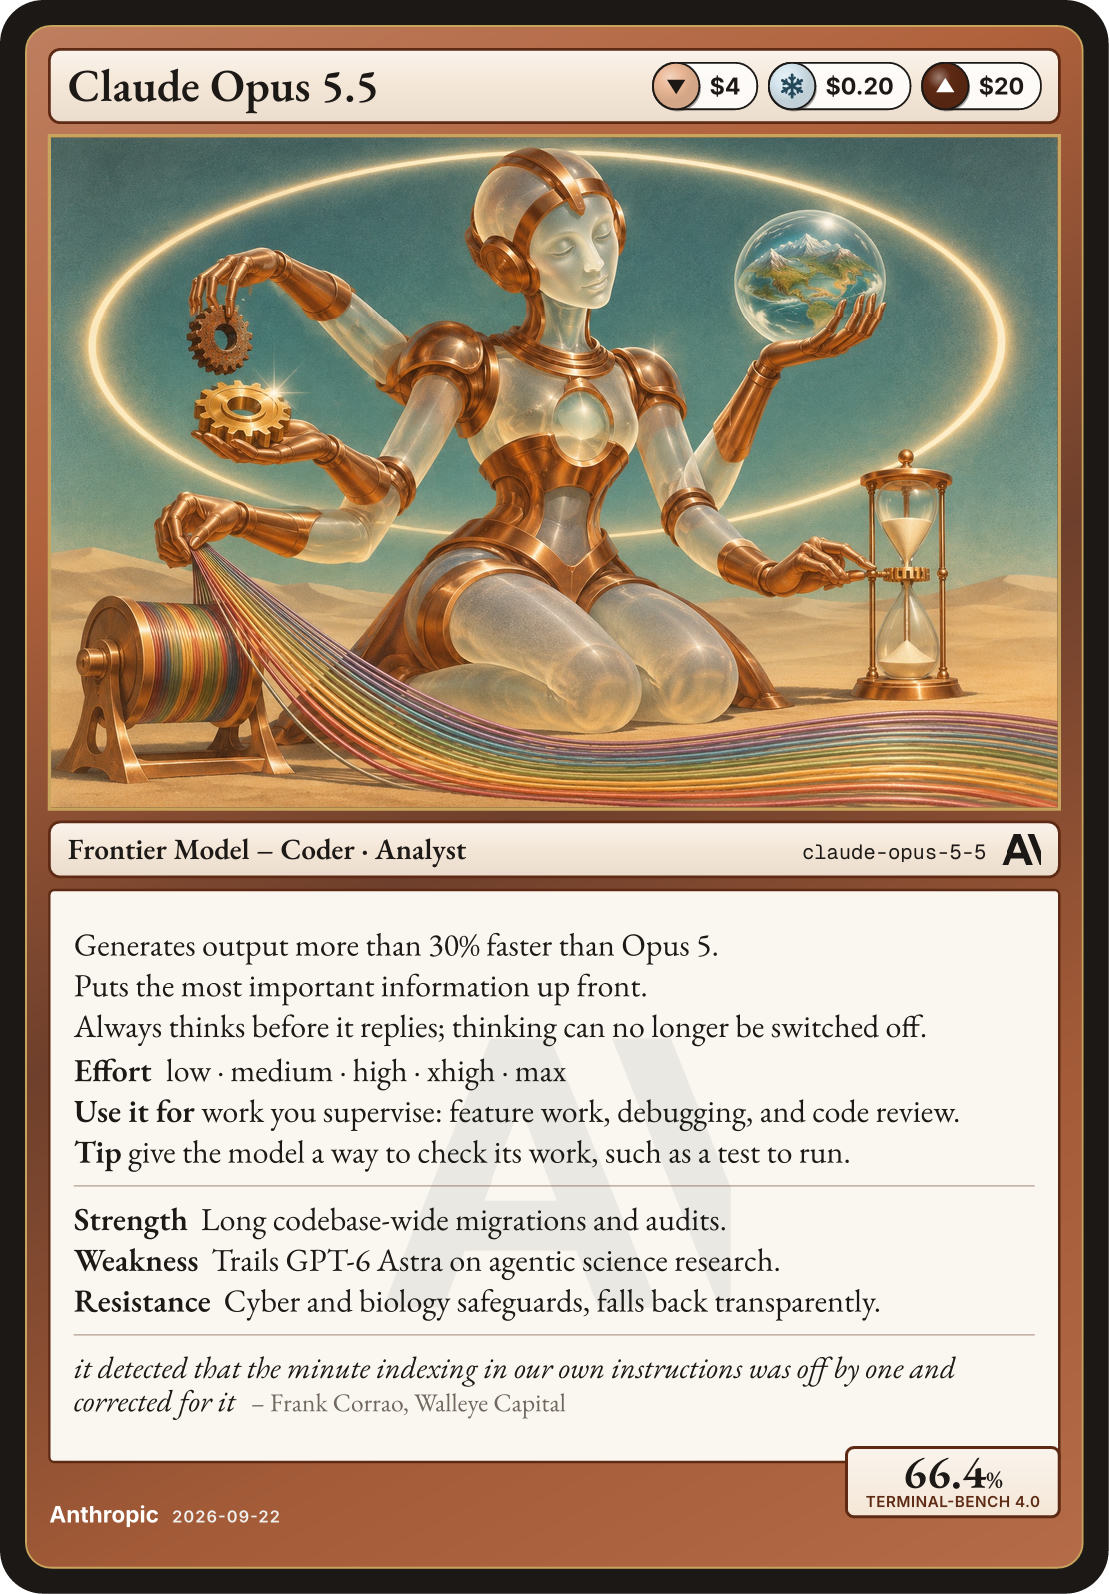 Claude Opus 5.5
$4 $0.20 $20
Frontier Model – Coder · Analyst
claude-opus-5-5
Generates output more than 30% faster than Opus 5.
Puts the most important information up front.
Always thinks before it replies; thinking can no longer be switched off.
Effort low · medium · high · xhigh · max
Use it for work you supervise: feature work, debugging, and code review.
Tip give the model a way to check its work, such as a test to run.
Strength Long codebase-wide migrations and audits.
Weakness Trails GPT-6 Astra on agentic science research.
Resistance Cyber and biology safeguards, falls back transparently.
it detected that the minute indexing in our own instructions was off by one and
corrected for it – Frank Corrao, Walleye Capital
66.4%
TERMINAL-BENCH 4.0
Anthropic 2026-09-22